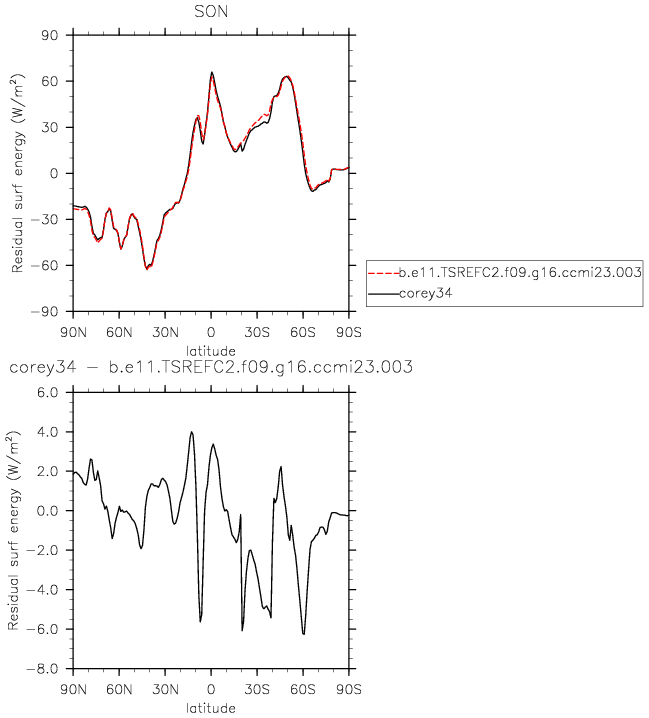 SON
Residual surf energy (W/m²)
90
60
30
0
−30
−60
−90
90N 60N 30N 0 30S 60S 90S
latitude
b.e11.TSREFC2.f09.g16.ccmi23.003
corey34
corey34 − b.e11.TSREFC2.f09.g16.ccmi23.003
Residual surf energy (W/m²)
6.0
4.0
2.0
0.0
−2.0
−4.0
−6.0
−8.0
90N 60N 30N 0 30S 60S 90S
latitude